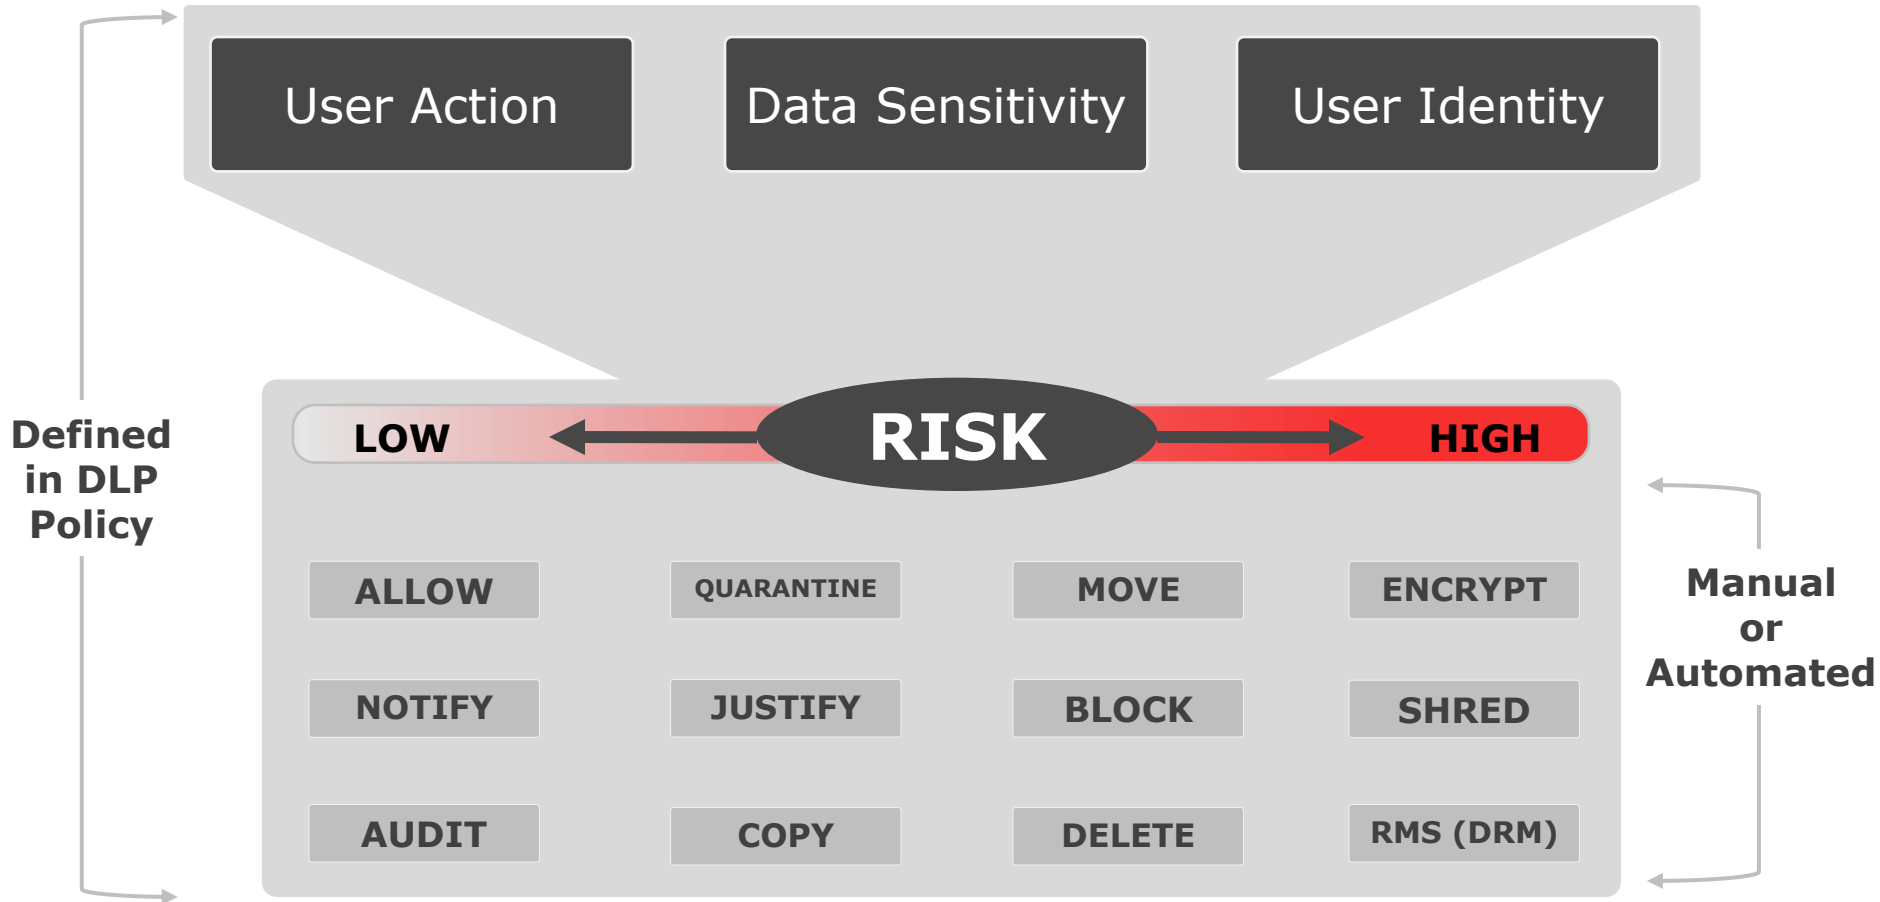 User Action
Data Sensitivity
User Identity
Defined
in DLP
Policy
LOW
RISK
HIGH
ALLOW
QUARANTINE
MOVE
ENCRYPT
NOTIFY
JUSTIFY
BLOCK
SHRED
AUDIT
COPY
DELETE
RMS (DRM)
Manual
or
Automated